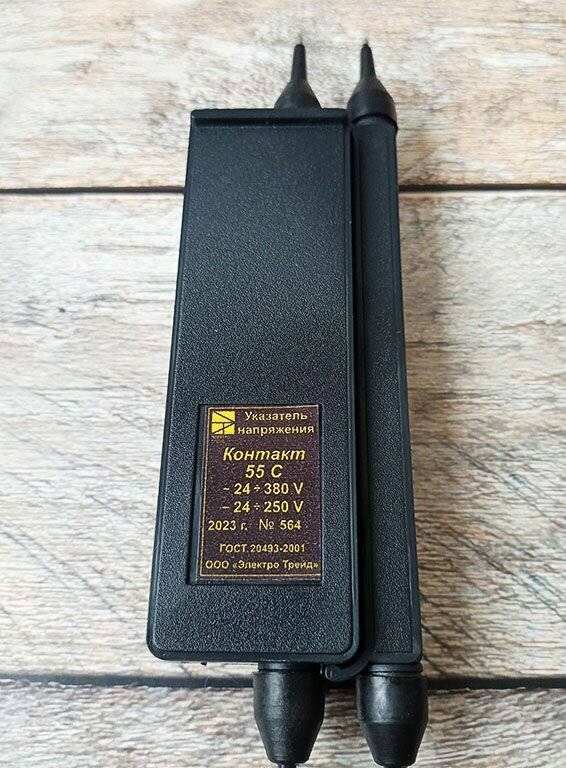 Указатель
напряжения
Контакт
55 С
~ 24 ÷ 380 V
– 24 ÷ 250 V
2023 г. № 564
ГОСТ 20493-2001
ООО «Электро Трейд»